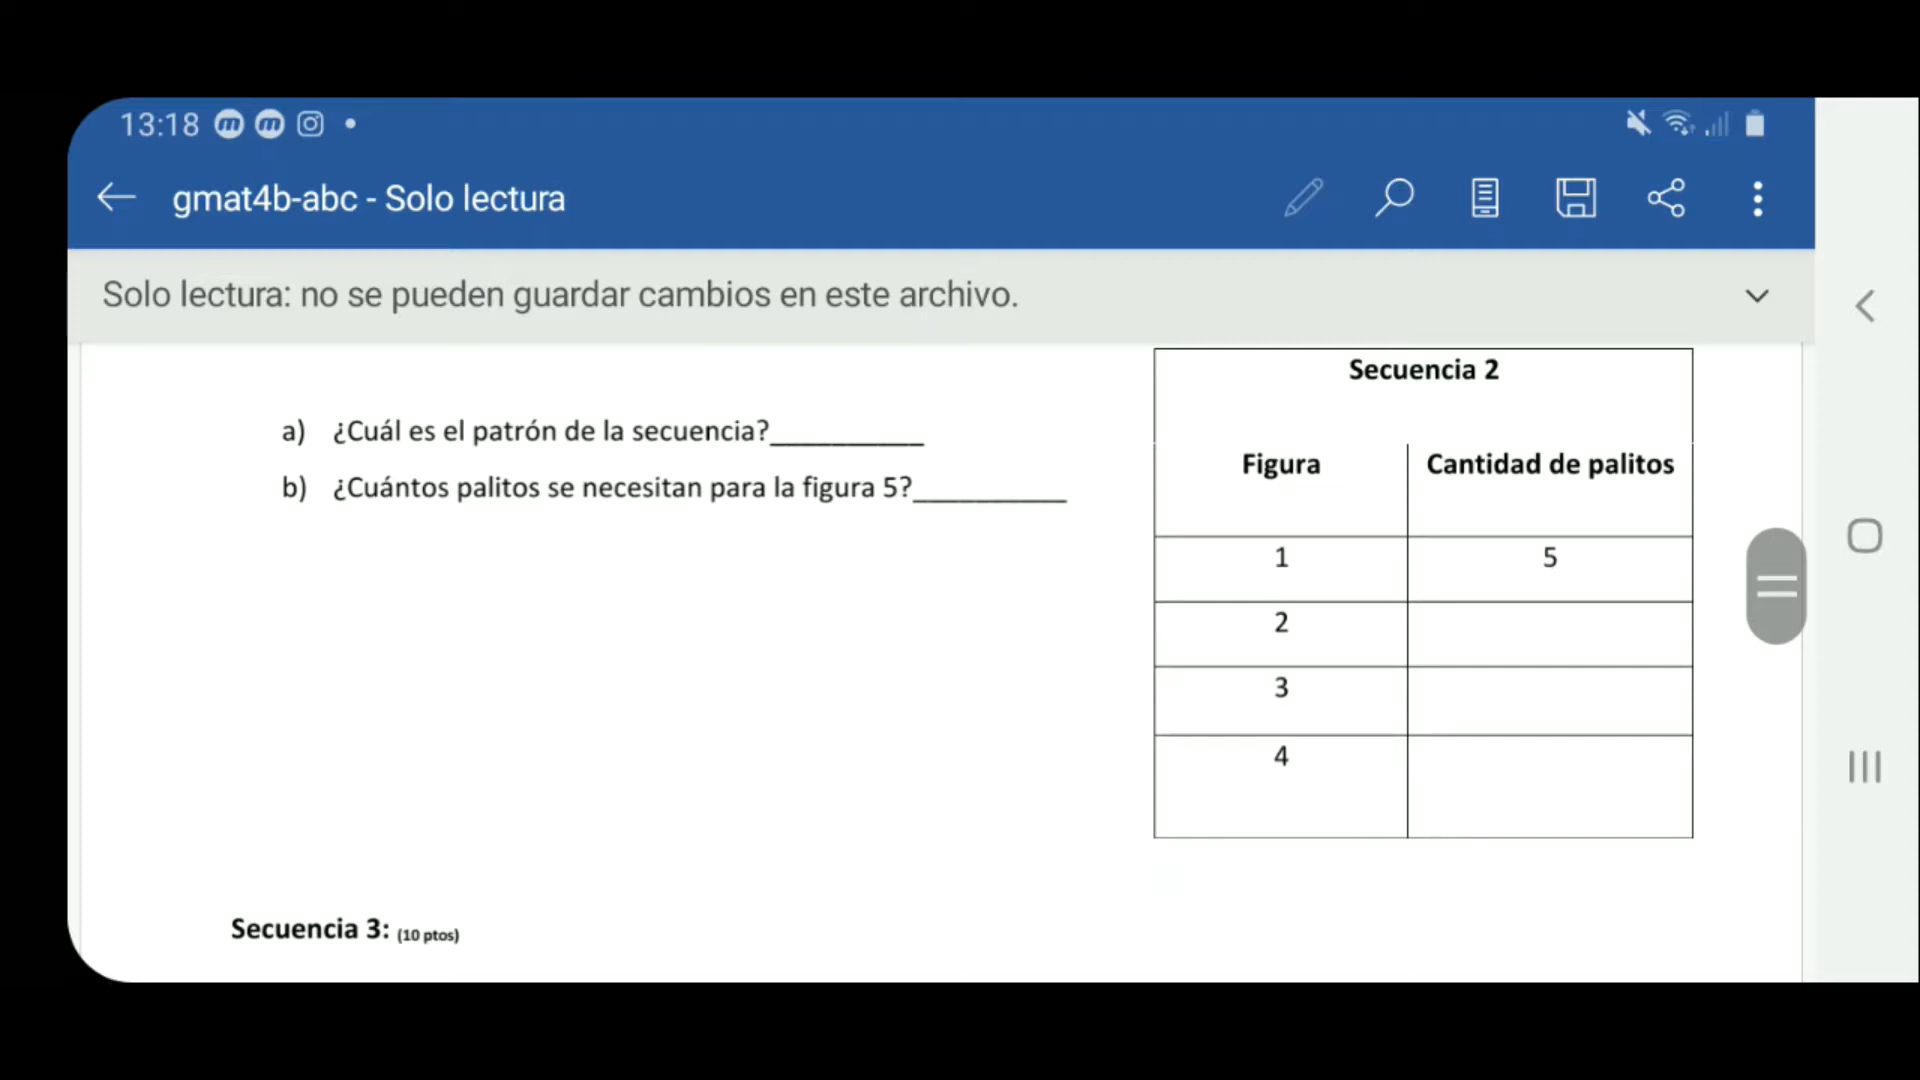 13:18
gmat4b-abc - Solo lectura
Solo lectura: no se pueden guardar cambios en este archivo.
a) ¿Cuál es el patrón de la secuencia?__________
b) ¿Cuántos palitos se necesitan para la figura 5?__________
Secuencia 2
Figura Cantidad de palitos
1 5
2
3
4
Secuencia 3: (10 ptos)